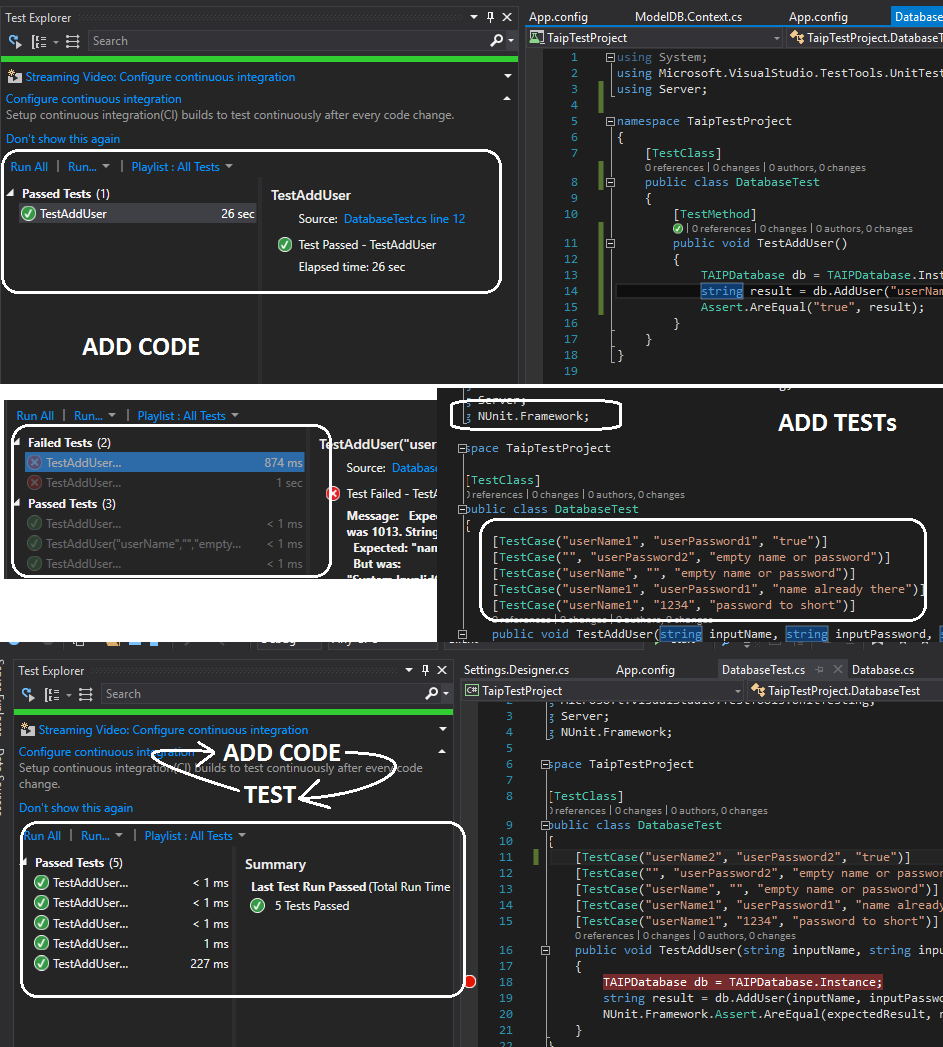 Test Explorer
Search
Streaming Video: Configure continuous integration
Configure continuous integration
Setup continuous integration(CI) builds to test continuously after every code change.
Don't show this again
Run All | Run... | Playlist : All Tests
Passed Tests (1)
TestAddUser 26 sec
TestAddUser
Source: DatabaseTest.cs line 12
Test Passed - TestAddUser
Elapsed time: 26 sec
ADD CODE
App.config ModelDB.Context.cs App.config Database
TaipTestProject TaipTestProject.DatabaseT
1 using System;
2 using Microsoft.VisualStudio.TestTools.UnitTest
3 using Server;
4
5 namespace TaipTestProject
6 {
7 [TestClass]
0 references | 0 changes | 0 authors, 0 changes
8 public class DatabaseTest
9 {
10 [TestMethod]
| 0 references | 0 changes | 0 authors, 0 changes
11 public void TestAddUser()
12 {
13 TAIPDatabase db = TAIPDatabase.Inst
14 string result = db.AddUser("userNam
15 Assert.AreEqual("true", result);
16 }
17 }
18 }
19
Run All | Run... | Playlist : All Tests
Failed Tests (2)
TestAddUser... 874 ms
TestAddUser... 1 sec
Passed Tests (3)
TestAddUser... < 1 ms
TestAddUser("userName","","empty... < 1 ms
TestAddUser... < 1 ms
TestAddUser("user
Source: Database
Test Failed - TestA
Message: Expe
was 1013. String
Expected: "nam
But was:
"System.Invalid
Server;
NUnit.Framework;
ADD TESTs
space TaipTestProject
[TestClass]
0 references | 0 changes | 0 authors, 0 changes
public class DatabaseTest
{
[TestCase("userName1", "userPassword1", "true")]
[TestCase("", "userPassword2", "empty name or password")]
[TestCase("userName", "", "empty name or password")]
[TestCase("userName1", "userPassword1", "name already there")]
[TestCase("userName1", "1234", "password to short")]
0 references | 0 changes | 0 authors, 0 changes
public void TestAddUser(string inputName, string inputPassword, s
Test Explorer
Search
Streaming Video: Configure continuous integration
Configure continuous integration
Setup continuous integration(CI) builds to test continuously after every code
change.
Don't show this again
ADD CODE
TEST
Run All | Run... | Playlist : All Tests
Passed Tests (5)
TestAddUser... < 1 ms
TestAddUser... < 1 ms
TestAddUser... < 1 ms
TestAddUser... 1 ms
TestAddUser... 227 ms
Summary
Last Test Run Passed (Total Run Time
5 Tests Passed
Settings.Designer.cs App.config DatabaseTest.cs Database.cs
TaipTestProject TaipTestProject.DatabaseTest
2 Microsoft.VisualStudio.TestTools.UnitTesting;
3 Server;
4 NUnit.Framework;
5
6 space TaipTestProject
7
8 [TestClass]
0 references | 0 changes | 0 authors, 0 changes
9 public class DatabaseTest
10 {
11 [TestCase("userName2", "userPassword2", "true")]
12 [TestCase("", "userPassword2", "empty name or passwor
13 [TestCase("userName", "", "empty name or password")]
14 [TestCase("userName1", "userPassword1", "name already
15 [TestCase("userName1", "1234", "password to short")]
0 references | 0 changes | 0 authors, 0 changes
16 public void TestAddUser(string inputName, string inpu
17 {
18 TAIPDatabase db = TAIPDatabase.Instance;
19 string result = db.AddUser(inputName, inputPasswo
20 NUnit.Framework.Assert.AreEqual(expectedResult, r
21 }
22 }